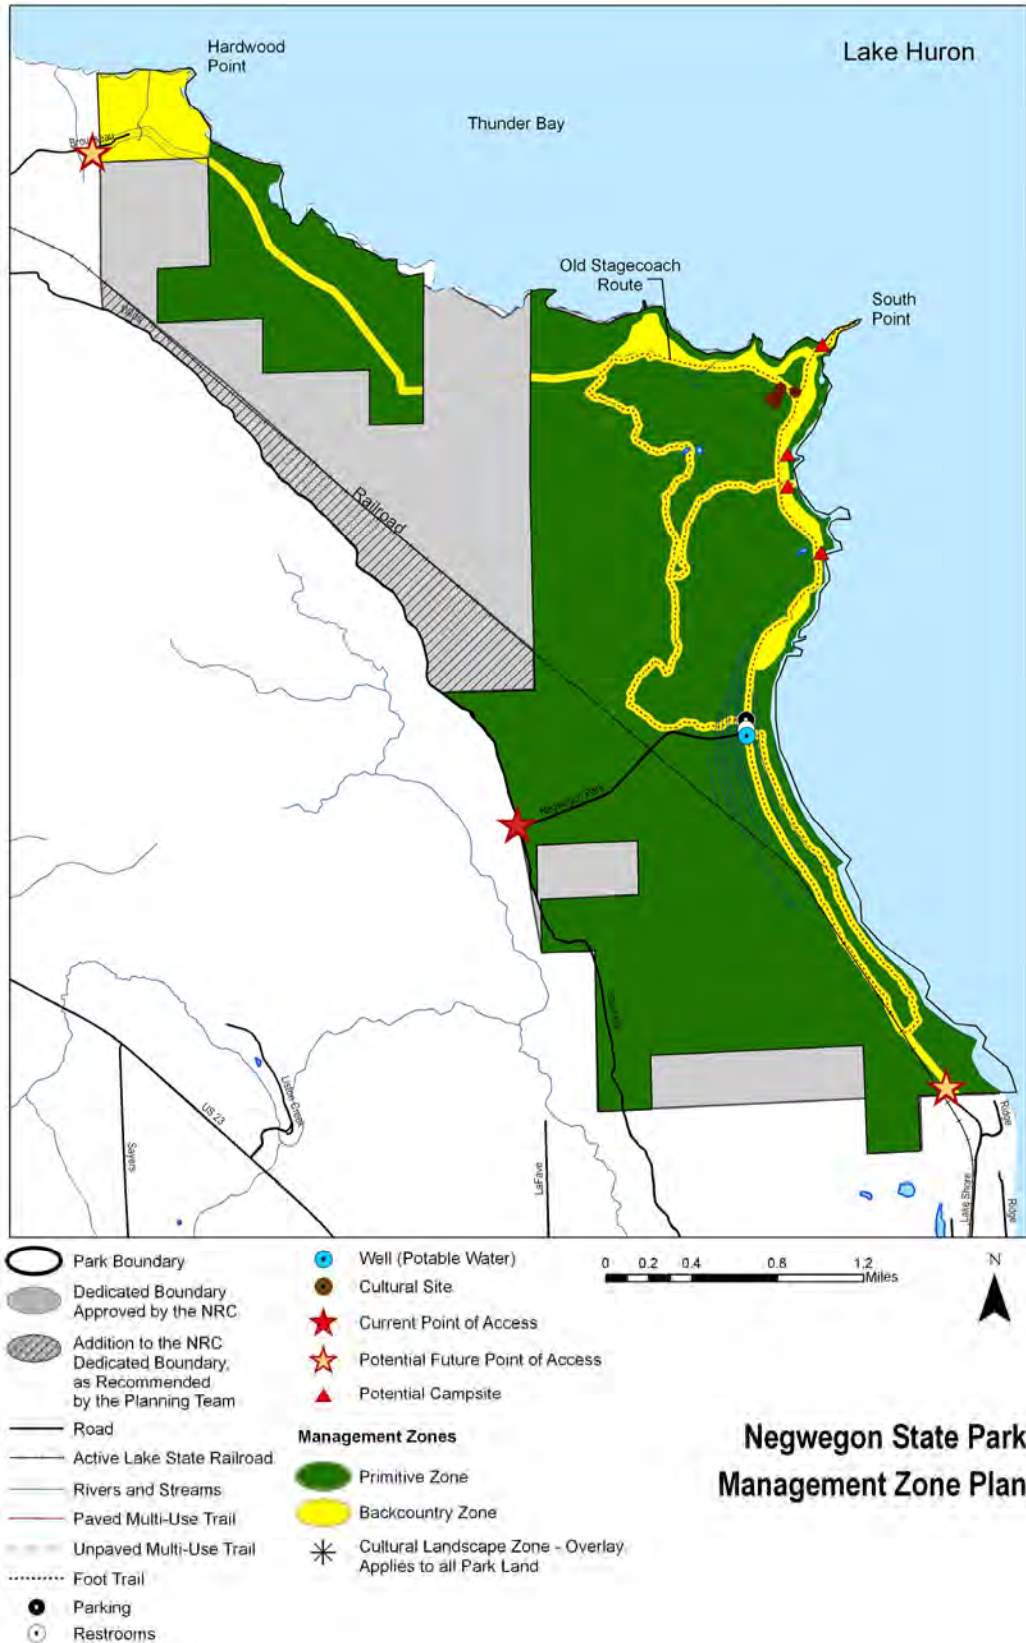 Lake Huron
Hardwood
Point
Thunder Bay
Old Stagecoach
Route
South
Point
Railroad
Negwegon Park
US 23
Sayers
LaFave
Lake Shore
Ridge
Ridge
Park Boundary
Dedicated Boundary
Approved by the NRC
Addition to the NRC
Dedicated Boundary,
as Recommended
by the Planning Team
Road
Active Lake State Railroad
Rivers and Streams
Paved Multi-Use Trail
Unpaved Multi-Use Trail
Foot Trail
Parking
Restrooms
Well (Potable Water)
Cultural Site
Current Point of Access
Potential Future Point of Access
Potential Campsite
Management Zones
Primitive Zone
Backcountry Zone
Cultural Landscape Zone - Overlay
Applies to all Park Land
0 0.2 0.4 0.8 1.2
Miles
N
Negwegon State Park
Management Zone Plan